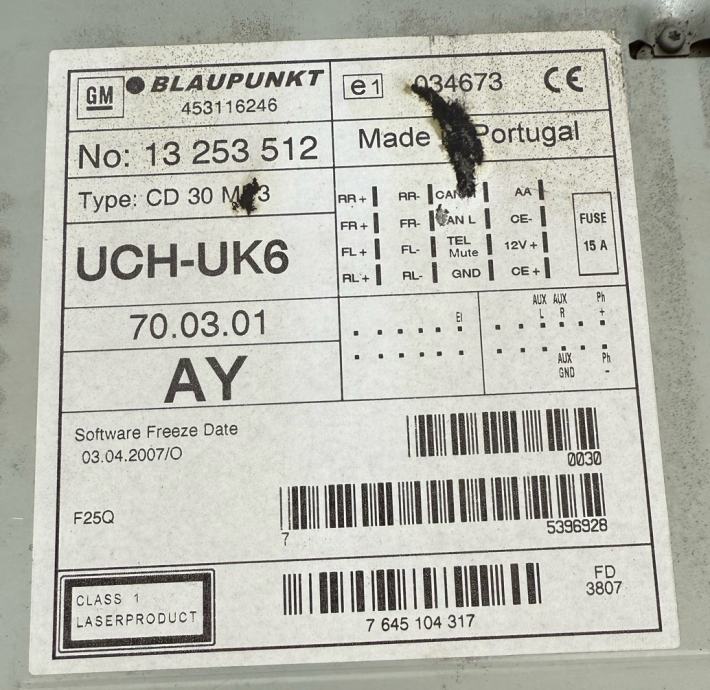 GM
BLAUPUNKT
453116246
e1 034673 CE
No: 13 253 512
Made Portugal
Type: CD 30
RR+ RR- AA
FR+ FR- AN L CE-
FL+ FL- TEL Mute 12V+
RL+ RL- GND CE+
FUSE
15 A
UCH-UK6
70.03.01
AY
EI
AUX AUX Ph
L R +
AUX Ph
GND -
Software Freeze Date
03.04.2007/O
0030
F25Q
7 5396928
CLASS 1
LASERPRODUCT
7 645 104 317
FD
3807